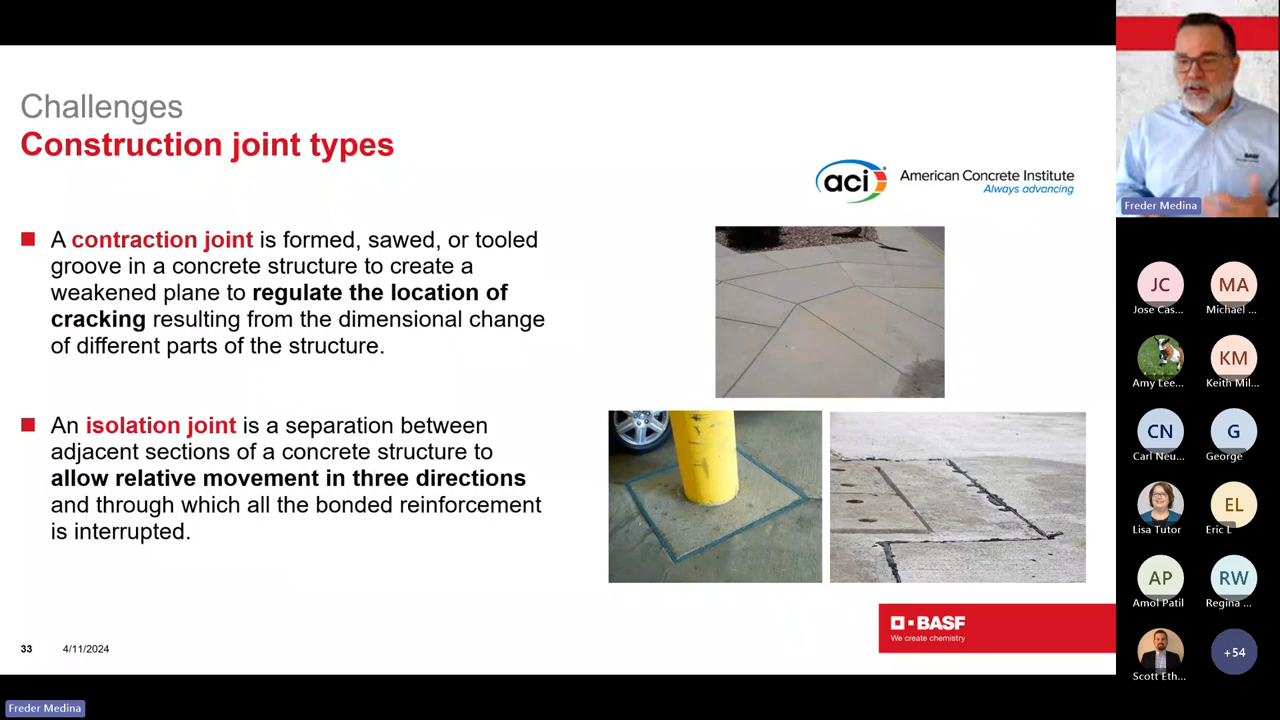 Challenges
Construction joint types
aci American Concrete Institute
Always advancing
A contraction joint is formed, sawed, or tooled
groove in a concrete structure to create a
weakened plane to regulate the location of
cracking resulting from the dimensional change
of different parts of the structure.
An isolation joint is a separation between
adjacent sections of a concrete structure to
allow relative movement in three directions
and through which all the bonded reinforcement
is interrupted.
33 4/11/2024
BASF
We create chemistry
BASF
Freder Medina
JC
Jose Cas...
MA
Michael ...
Amy Lee...
KM
Keith Mil...
CN
Carl Neu...
G
George
Lisa Tutor
EL
Eric L
AP
Amol Patil
RW
Regina ...
Scott Eth...
+54
Freder Medina